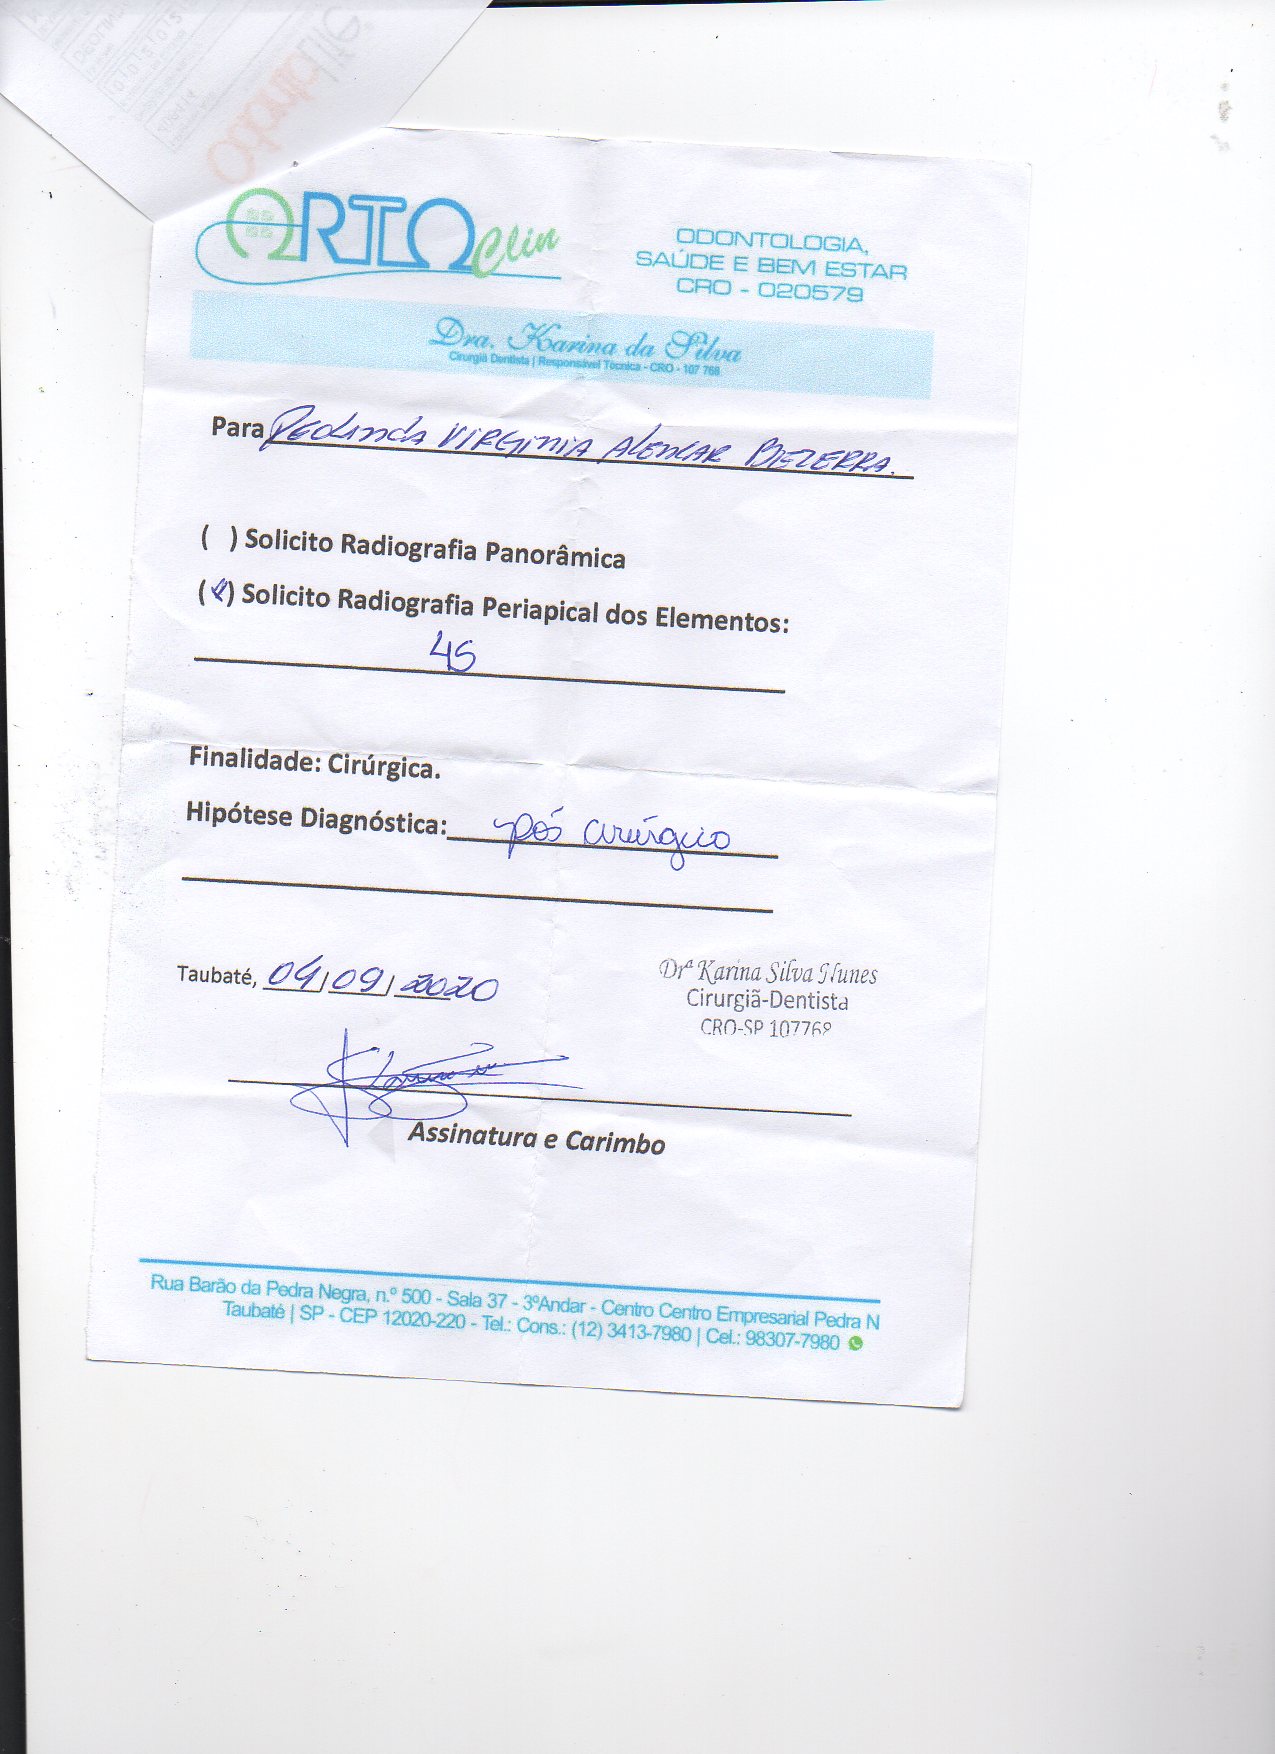 ORTO Clin
ODONTOLOGIA,
SAÚDE E BEM ESTAR
CRO - 020579
Dra. Karina da Silva
Cirurgiã Dentista | Responsável Técnica - CRO - 107 768
Para Deolinda Virginia Alencar Bezerra.
( ) Solicito Radiografia Panorâmica
(✓) Solicito Radiografia Periapical dos Elementos:
45
Finalidade: Cirúrgica.
Hipótese Diagnóstica: pós cirúrgico
Taubaté, 04/09/2020
Drª Karina Silva Nunes
Cirurgiã-Dentista
CRO-SP 107768
Assinatura e Carimbo
Rua Barão da Pedra Negra, n.º 500 - Sala 37 - 3ºAndar - Centro Centro Empresarial Pedra N
Taubaté | SP - CEP 12020-220 - Tel.: Cons.: (12) 3413-7980 | Cel.: 98307-7980